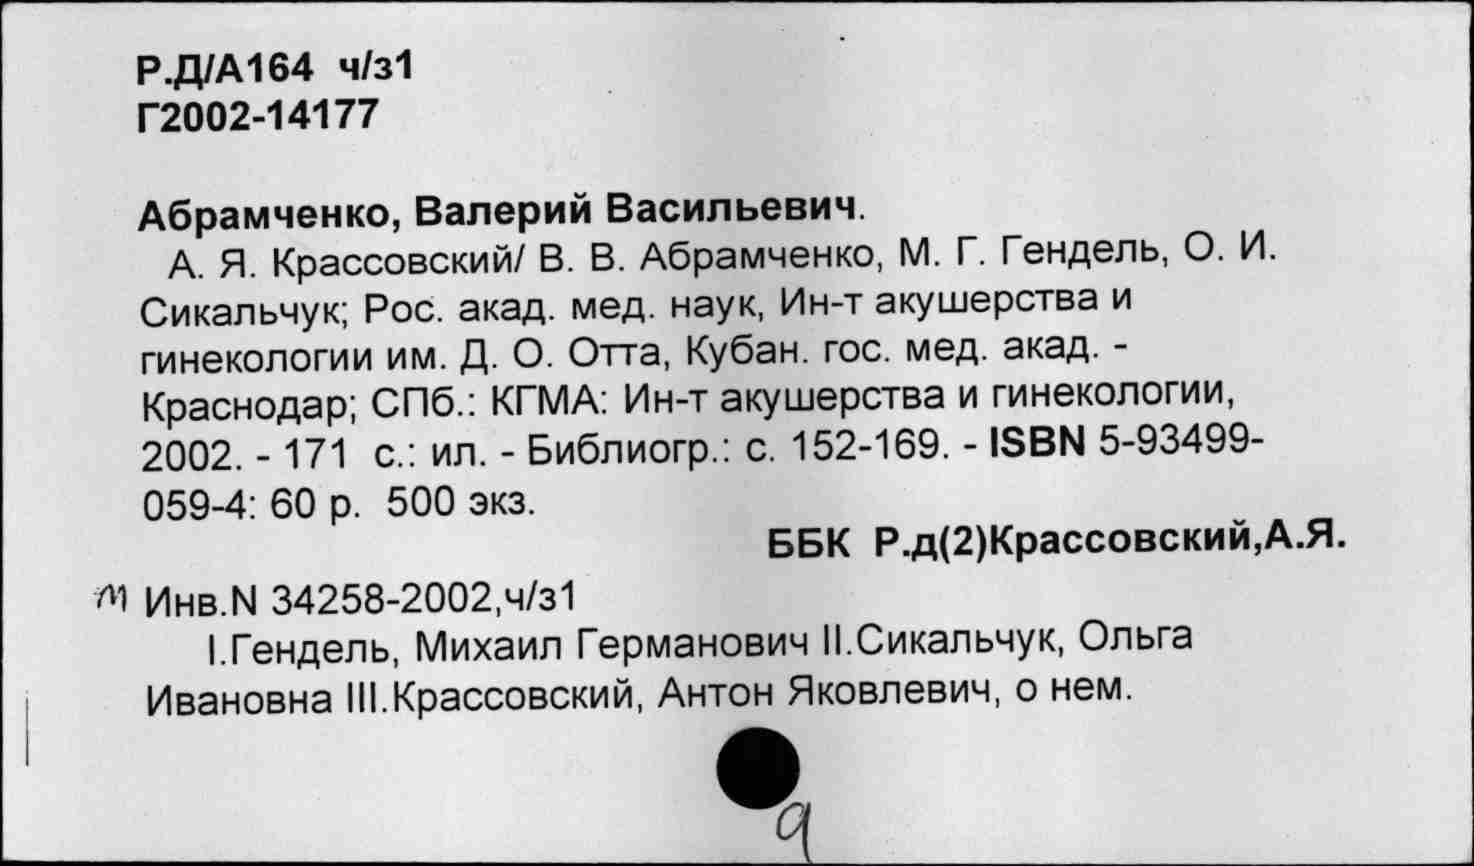 Р.Д/А164 ч/з1
Г2002-14177
Абрамченко, Валерий Васильевич.
А. Я. Крассовский/ В. В. Абрамченко, М. Г. Гендель, О. И.
Сикальчук; Рос. акад. мед. наук, Ин-т акушерства и
гинекологии им. Д. О. Отта, Кубан. гос. мед. акад. -
Краснодар; СПб.: КГМА: Ин-т акушерства и гинекологии,
2002. - 171 с.: ил. - Библиогр.: с. 152-169. - ISBN 5-93499-
059-4: 60 р. 500 экз.
ББК Р.д(2)Крассовский,А.Я.
Инв.N 34258-2002,ч/з1
I.Гендель, Михаил Германович II.Сикальчук, Ольга
Ивановна III.Крассовский, Антон Яковлевич, о нем.